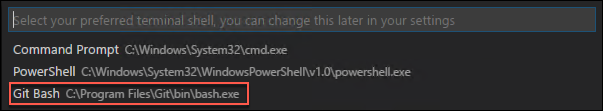 Select your preferred terminal shell, you can change this later in your settings
Command Prompt C:\Windows\System32\cmd.exe
PowerShell C:\Windows\System32\WindowsPowerShell\v1.0\powershell.exe
Git Bash C:\Program Files\Git\bin\bash.exe